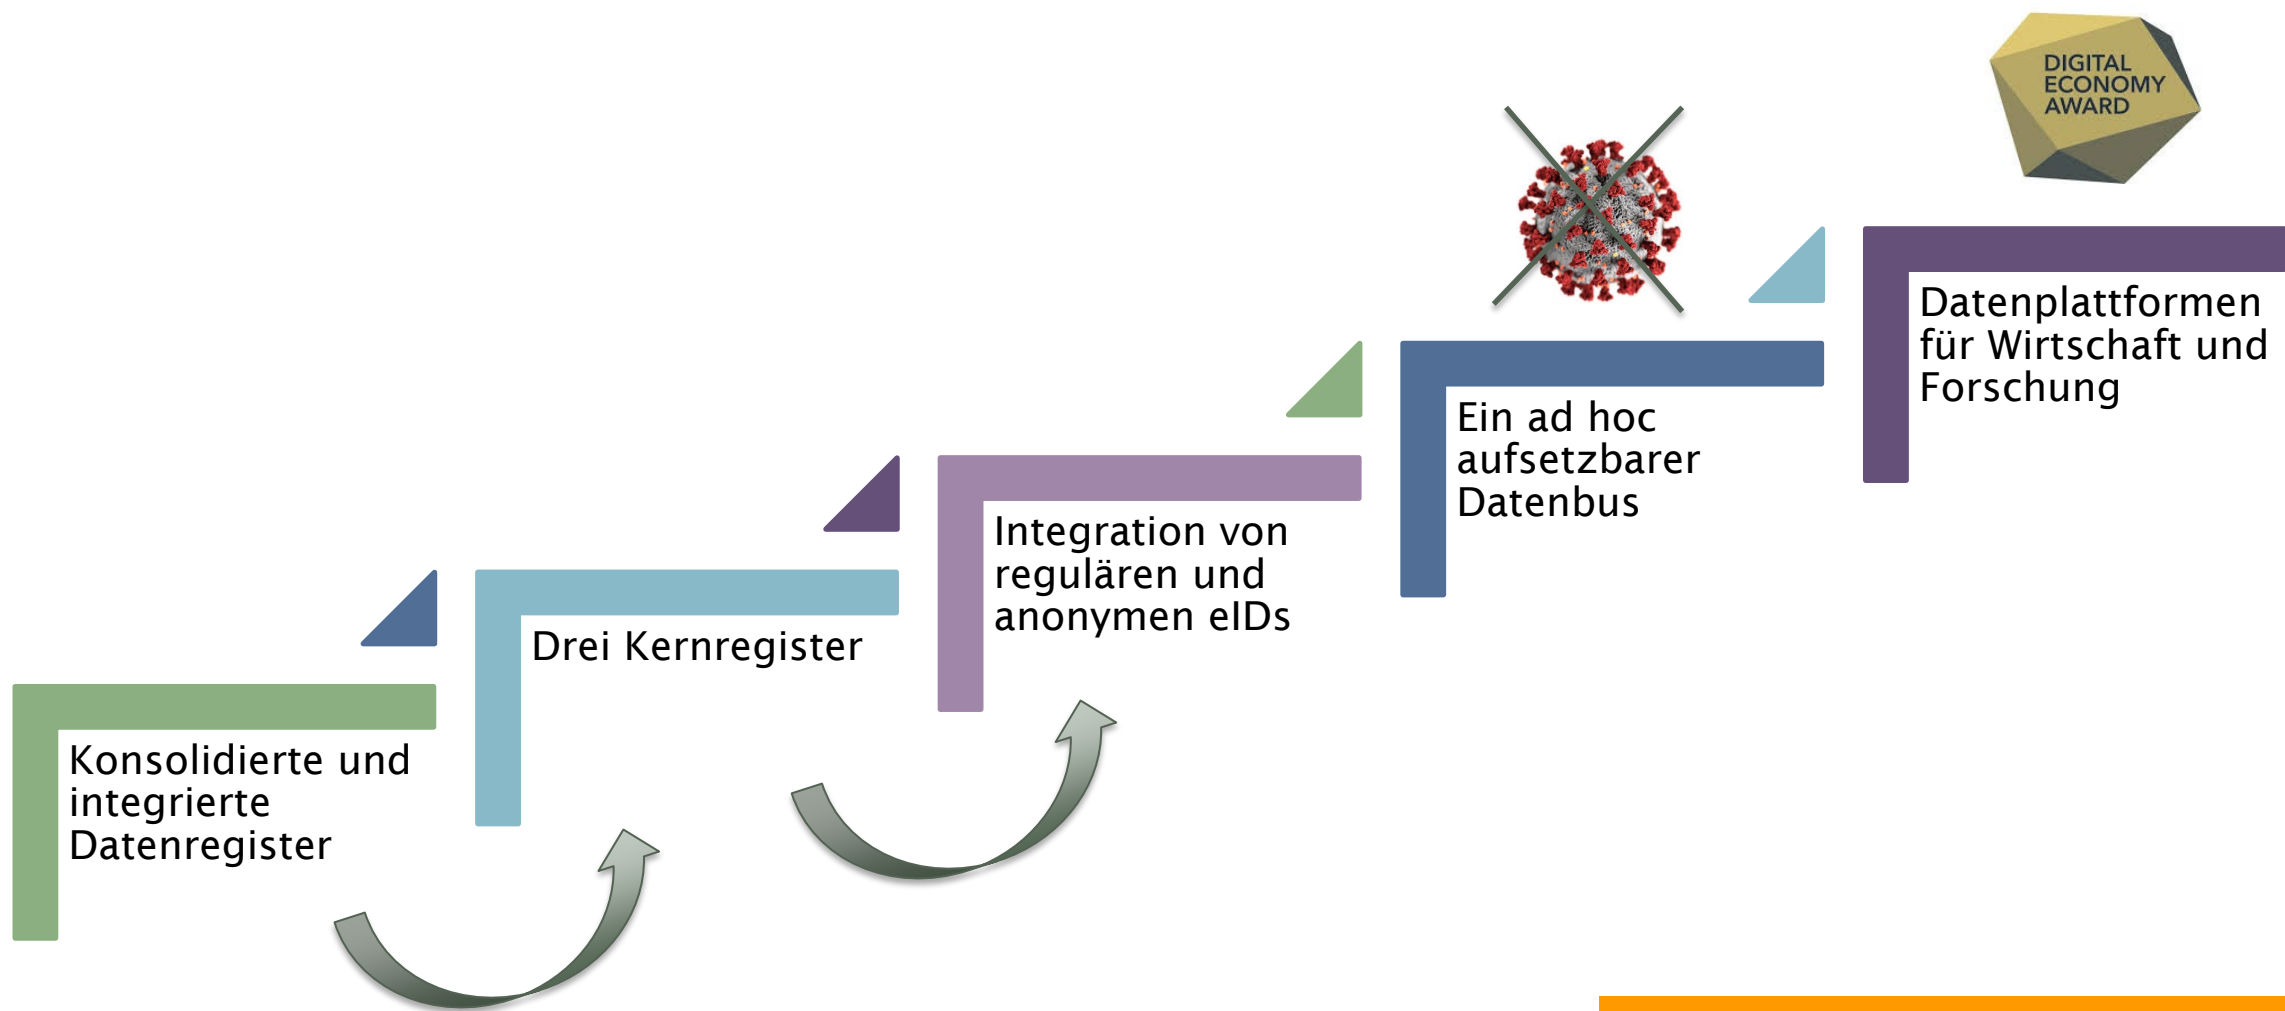 DIGITAL
ECONOMY
AWARD
Konsolidierte und
integrierte
Datenregister
Drei Kernregister
Integration von
regulären und
anonymen eIDs
Ein ad hoc
aufsetzbarer
Datenbus
Datenplattformen
für Wirtschaft und
Forschung